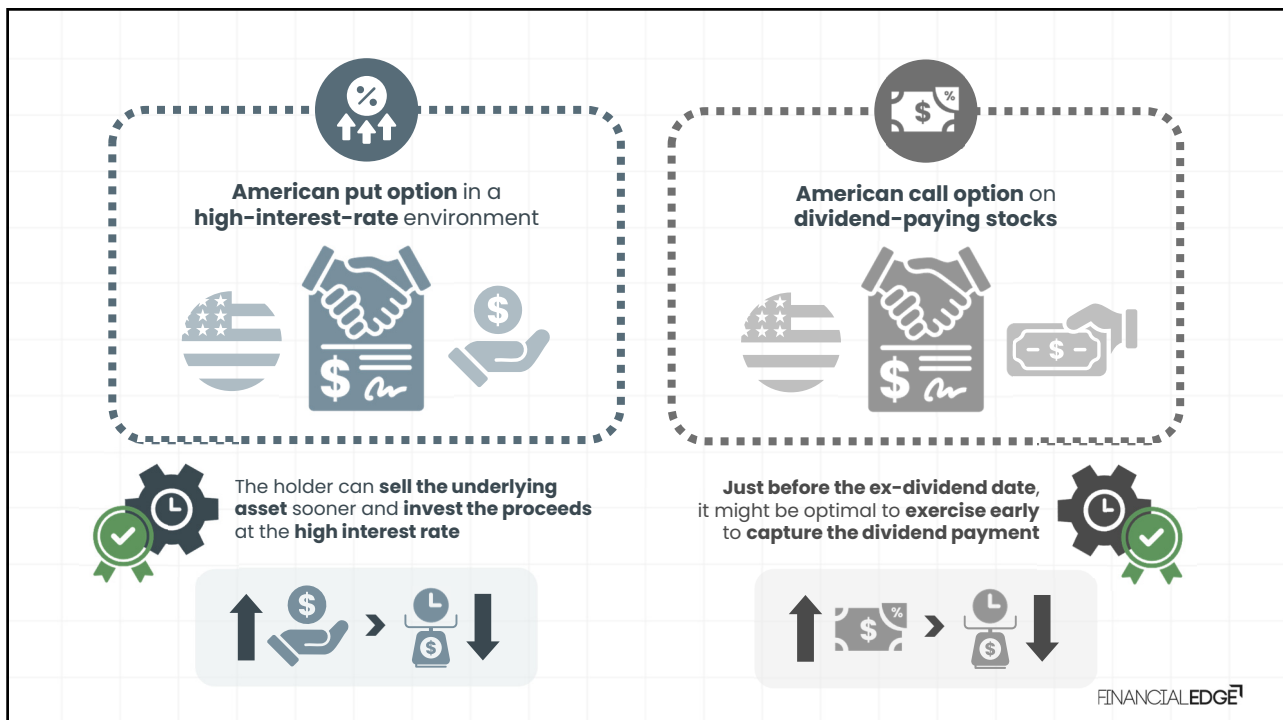 %
American put option in a
high-interest-rate environment
$
$
The holder can sell the underlying
asset sooner and invest the proceeds
at the high interest rate
$
$
$
%
American call option on
dividend-paying stocks
$
$
Just before the ex-dividend date,
it might be optimal to exercise early
to capture the dividend payment
$
%
$
FINANCIALEDGE